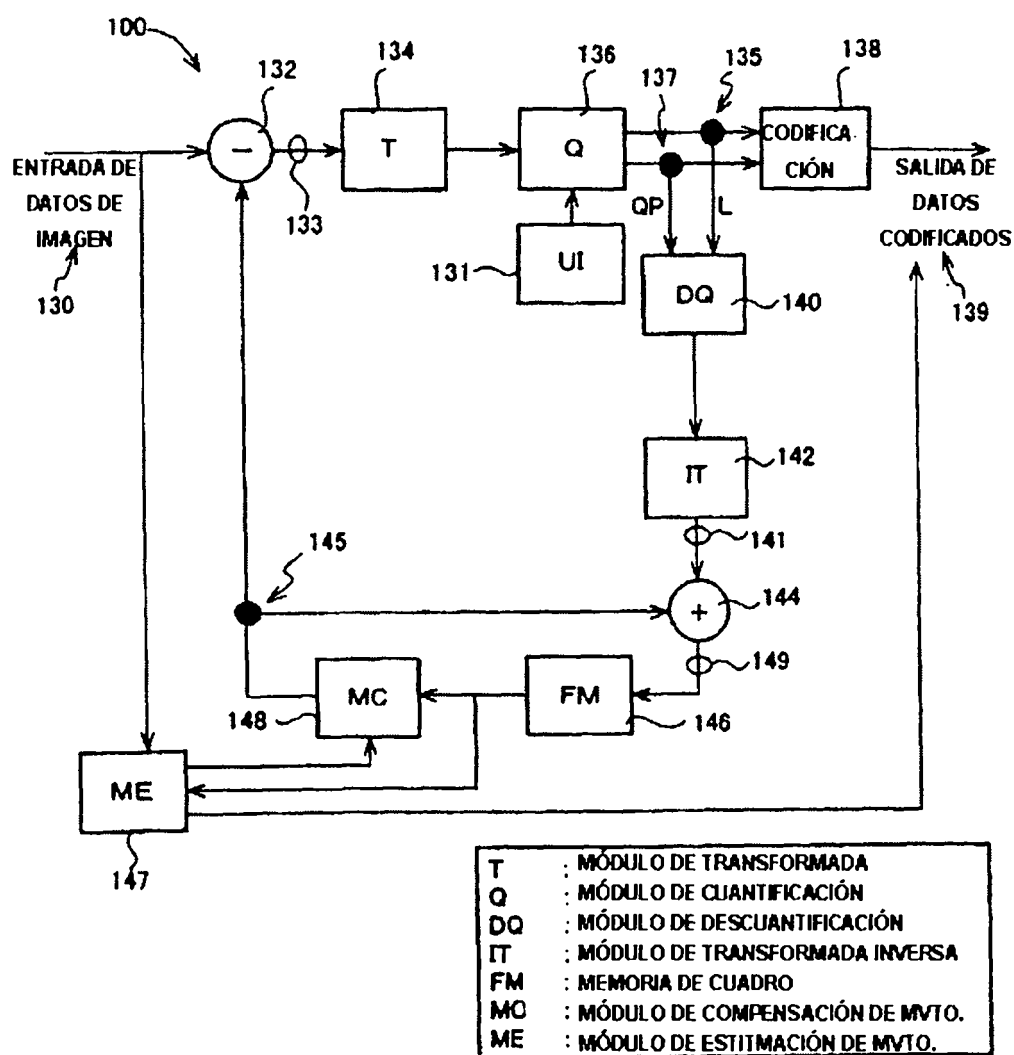 100
132
134
136
137
135
138
ENTRADA DE
DATOS DE
IMAGEN
130
−
133
T
Q
CODIFICA-
CIÓN
SALIDA DE
DATOS
CODIFICADOS
139
QP
L
131
UI
DQ
140
IT
142
141
145
+
144
149
MC
148
FM
146
ME
147
T : MÓDULO DE TRANSFORMADA
Q : MÓDULO DE CUANTIFICACIÓN
DQ : MÓDULO DE DESCUANTIFICACIÓN
IT : MÓDULO DE TRANSFORMADA INVERSA
FM : MEMORIA DE CUADRO
MC : MÓDULO DE COMPENSACIÓN DE MVTO.
ME : MÓDULO DE ESTITMACIÓN DE MVTO.